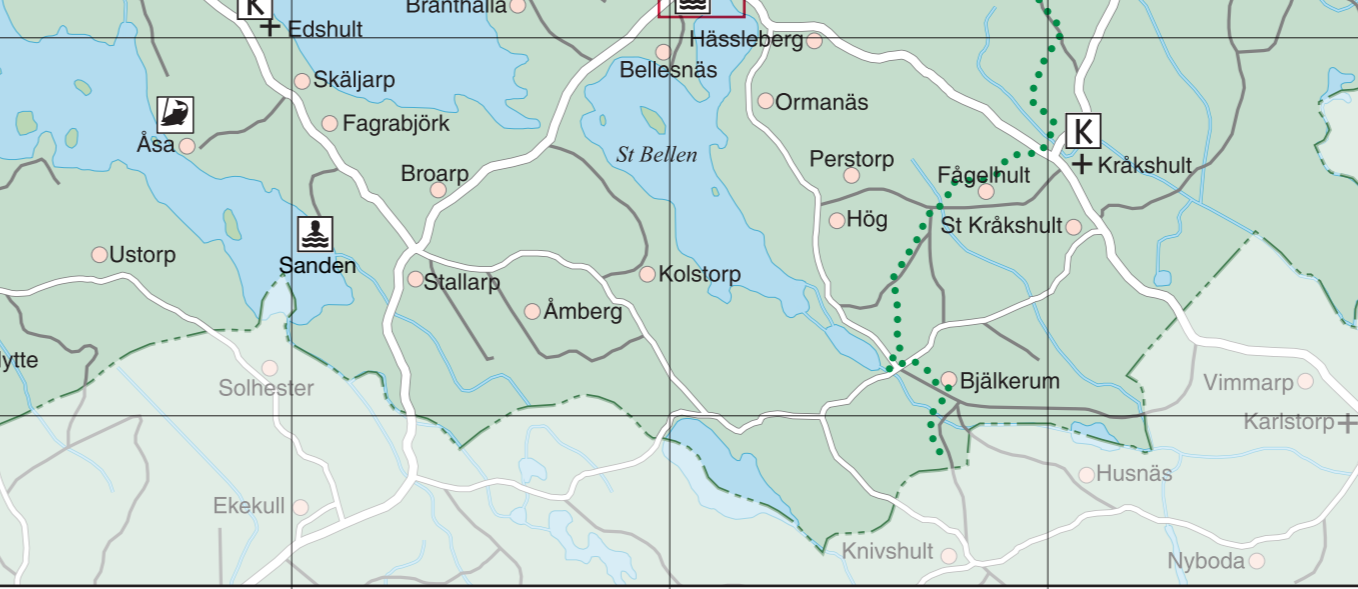 Branthalla
K
Edshult
Hässleberg
Bellesnäs
Skäljarp
Ormanäs
Fagrabjörk
K
Åsa
St Bellen
Perstorp
Kråkshult
Broarp
Fågelhult
Hög
St Kråkshult
Ustorp
Sanden
Kolstorp
Stallarp
Åmberg
lytte
Solhester
Bjälkerum
Vimmarp
Karlstorp
Husnäs
Ekekull
Knivshult
Nyboda